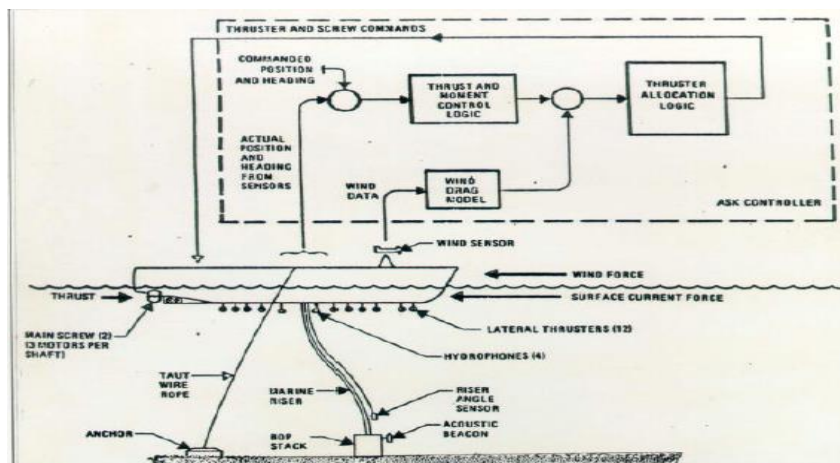 THRUSTER AND SCREW COMMANDS
COMMANDED
POSITION
AND HEADING
THRUST AND
MOMENT
CONTROL
LOGIC
THRUSTER
ALLOCATION
LOGIC
ACTUAL
POSITION
AND
HEADING
FROM
SENSORS
WIND
DATA
WIND
DRAG
MODEL
ASK CONTROLLER
WIND SENSOR
WIND FORCE
THRUST
SURFACE CURRENT FORCE
MAIN SCREW (2)
(3 MOTORS PER
SHAFT)
LATERAL THRUSTERS (12)
HYDROPHONES (4)
TAUT
WIRE
ROPE
MARINE
RISER
RISER
ANGLE
SENSOR
ANCHOR
BOP
STACK
ACOUSTIC
BEACON